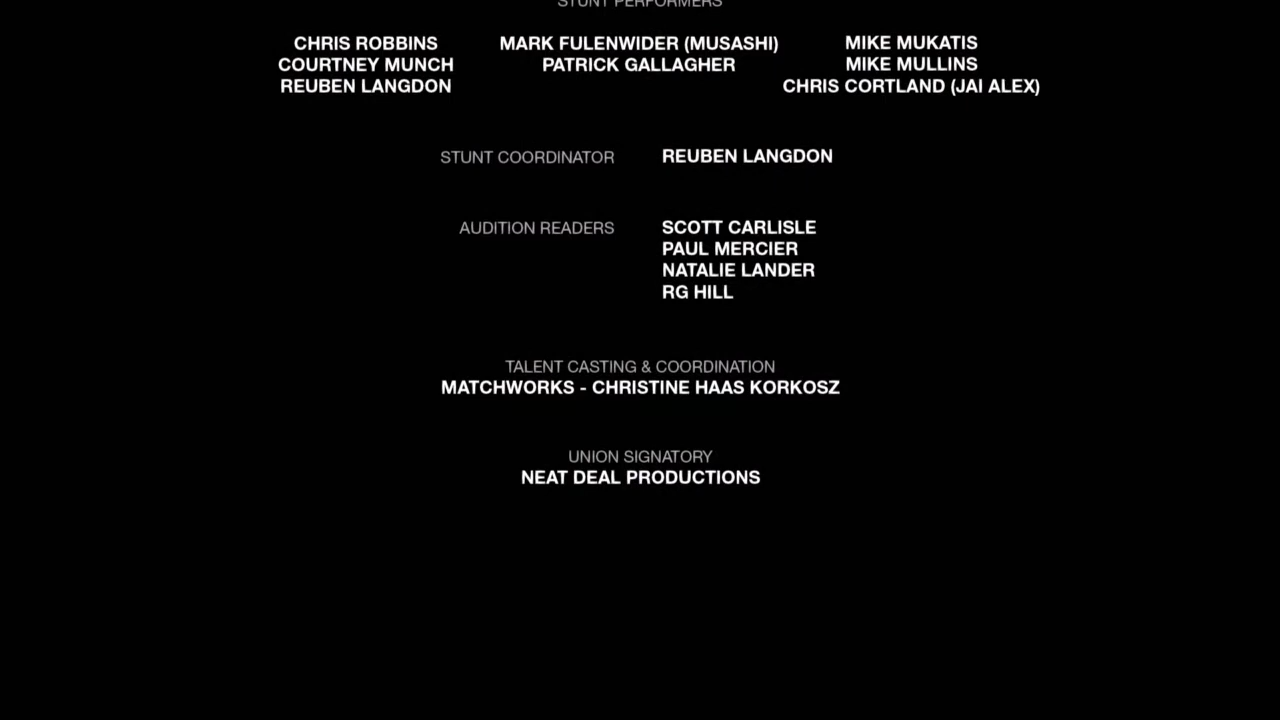 STUNT PERFORMERS
CHRIS ROBBINS MARK FULENWIDER (MUSASHI) MIKE MUKATIS
COURTNEY MUNCH PATRICK GALLAGHER MIKE MULLINS
REUBEN LANGDON CHRIS CORTLAND (JAI ALEX)
STUNT COORDINATOR REUBEN LANGDON
AUDITION READERS SCOTT CARLISLE
PAUL MERCIER
NATALIE LANDER
RG HILL
TALENT CASTING & COORDINATION
MATCHWORKS - CHRISTINE HAAS KORKOSZ
UNION SIGNATORY
NEAT DEAL PRODUCTIONS